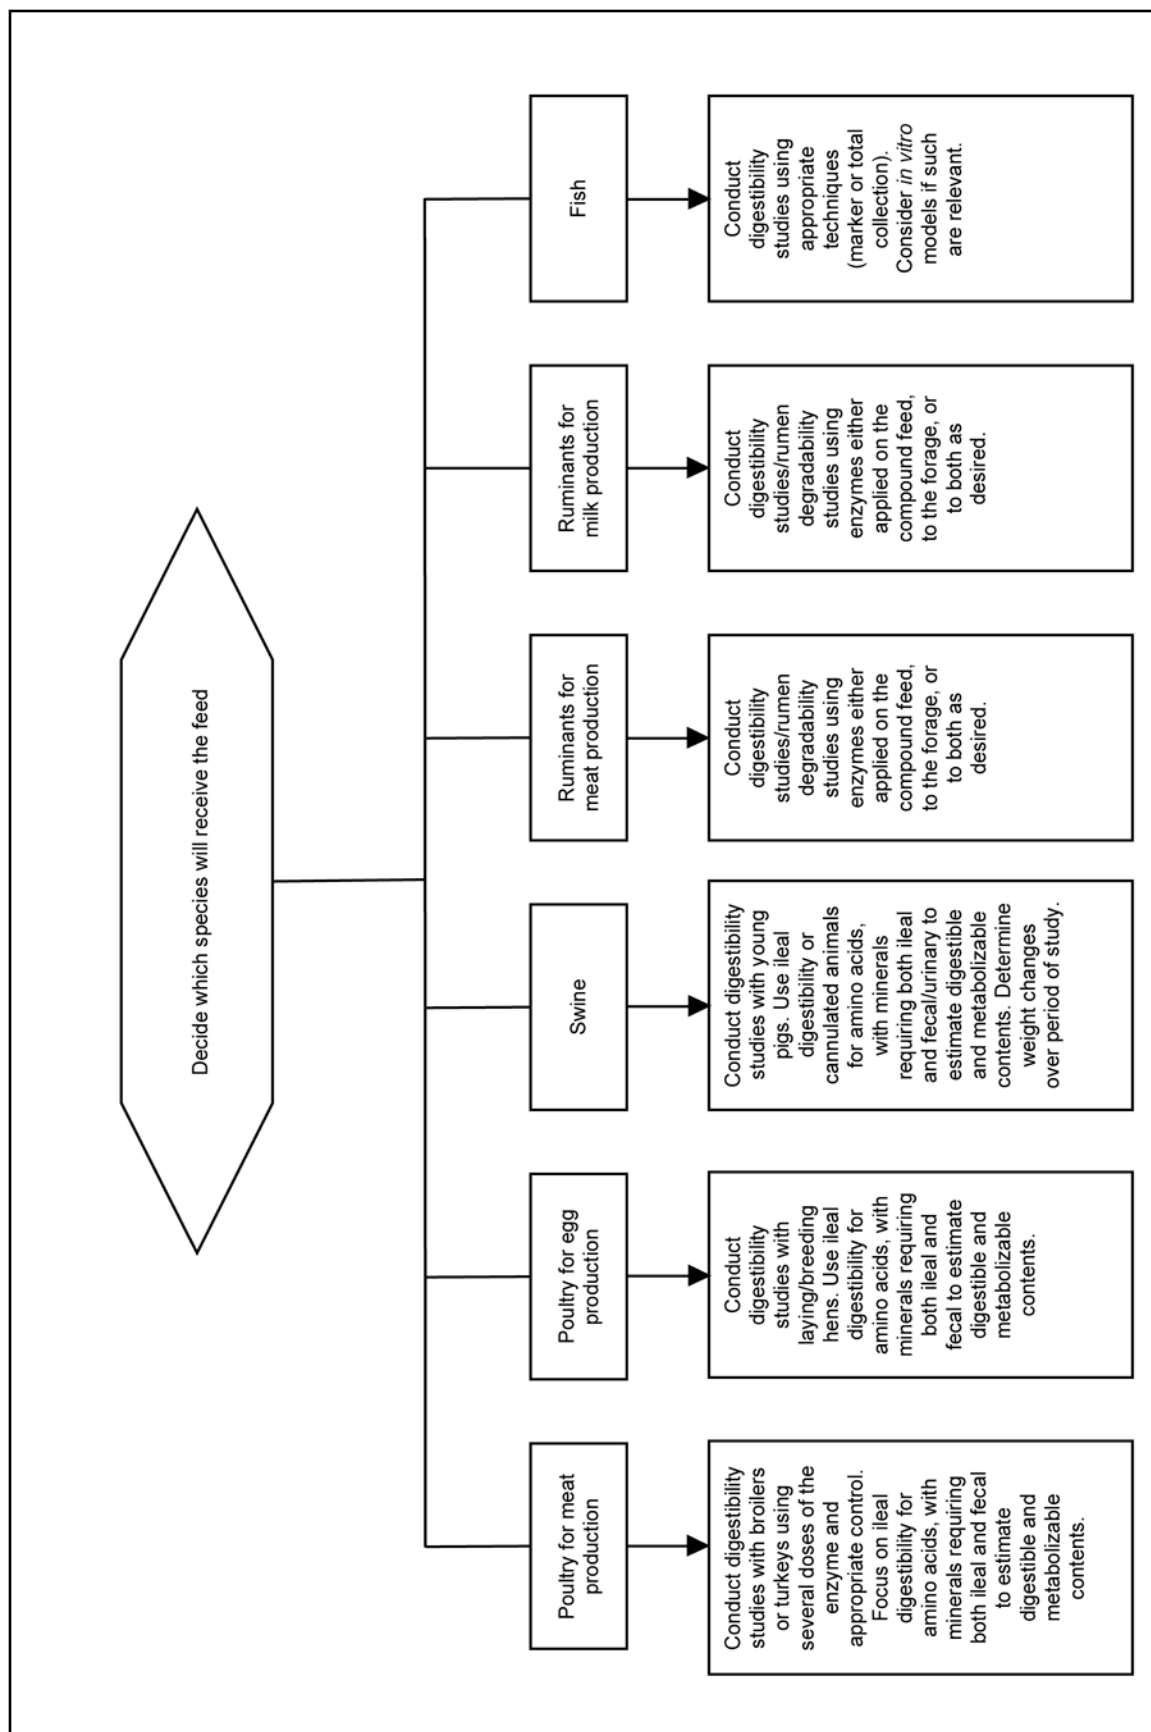 Decide which species will receive the feed
Poultry for meat
production
Poultry for egg
production
Swine
Ruminants for
meat production
Ruminants for
milk production
Fish
Conduct digestibility
studies with broilers
or turkeys using
several doses of the
enzyme and
appropriate control.
Focus on ileal
digestibility for
amino acids, with
minerals requiring
both ileal and fecal
to estimate
digestible and
metabolizable
contents.
Conduct
digestibility
studies with
laying/breeding
hens. Use ileal
digestibility for
amino acids, with
minerals requiring
both ileal and
fecal to estimate
digestible and
metabolizable
contents.
Conduct digestibility
studies with young
pigs. Use ileal
digestibility or
cannulated animals
for amino acids,
with minerals
requiring both ileal
and fecal/urinary to
estimate digestible
and metabolizable
contents. Determine
weight changes
over period of study.
Conduct
digestibility
studies/rumen
degradability
studies using
enzymes either
applied on the
compound feed,
to the forage, or
to both as
desired.
Conduct
digestibility
studies/rumen
degradability
studies using
enzymes either
applied on the
compound feed,
to the forage, or
to both as
desired.
Conduct
digestibility
studies using
appropriate
techniques
(marker or total
collection).
Consider in vitro
models if such
are relevant.